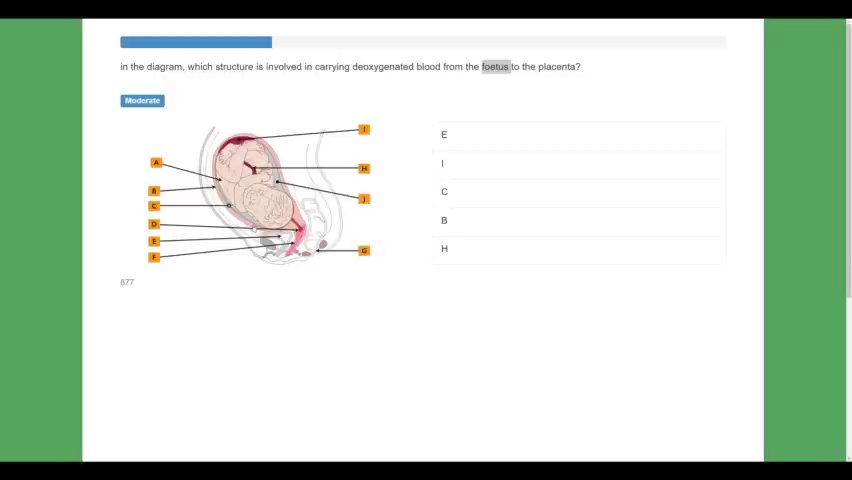 in the diagram, which structure is involved in carrying deoxygenated blood from the foetus to the placenta?
Moderate
I
A
H
B
J
C
D
E
G
F
E
I
C
B
H
877